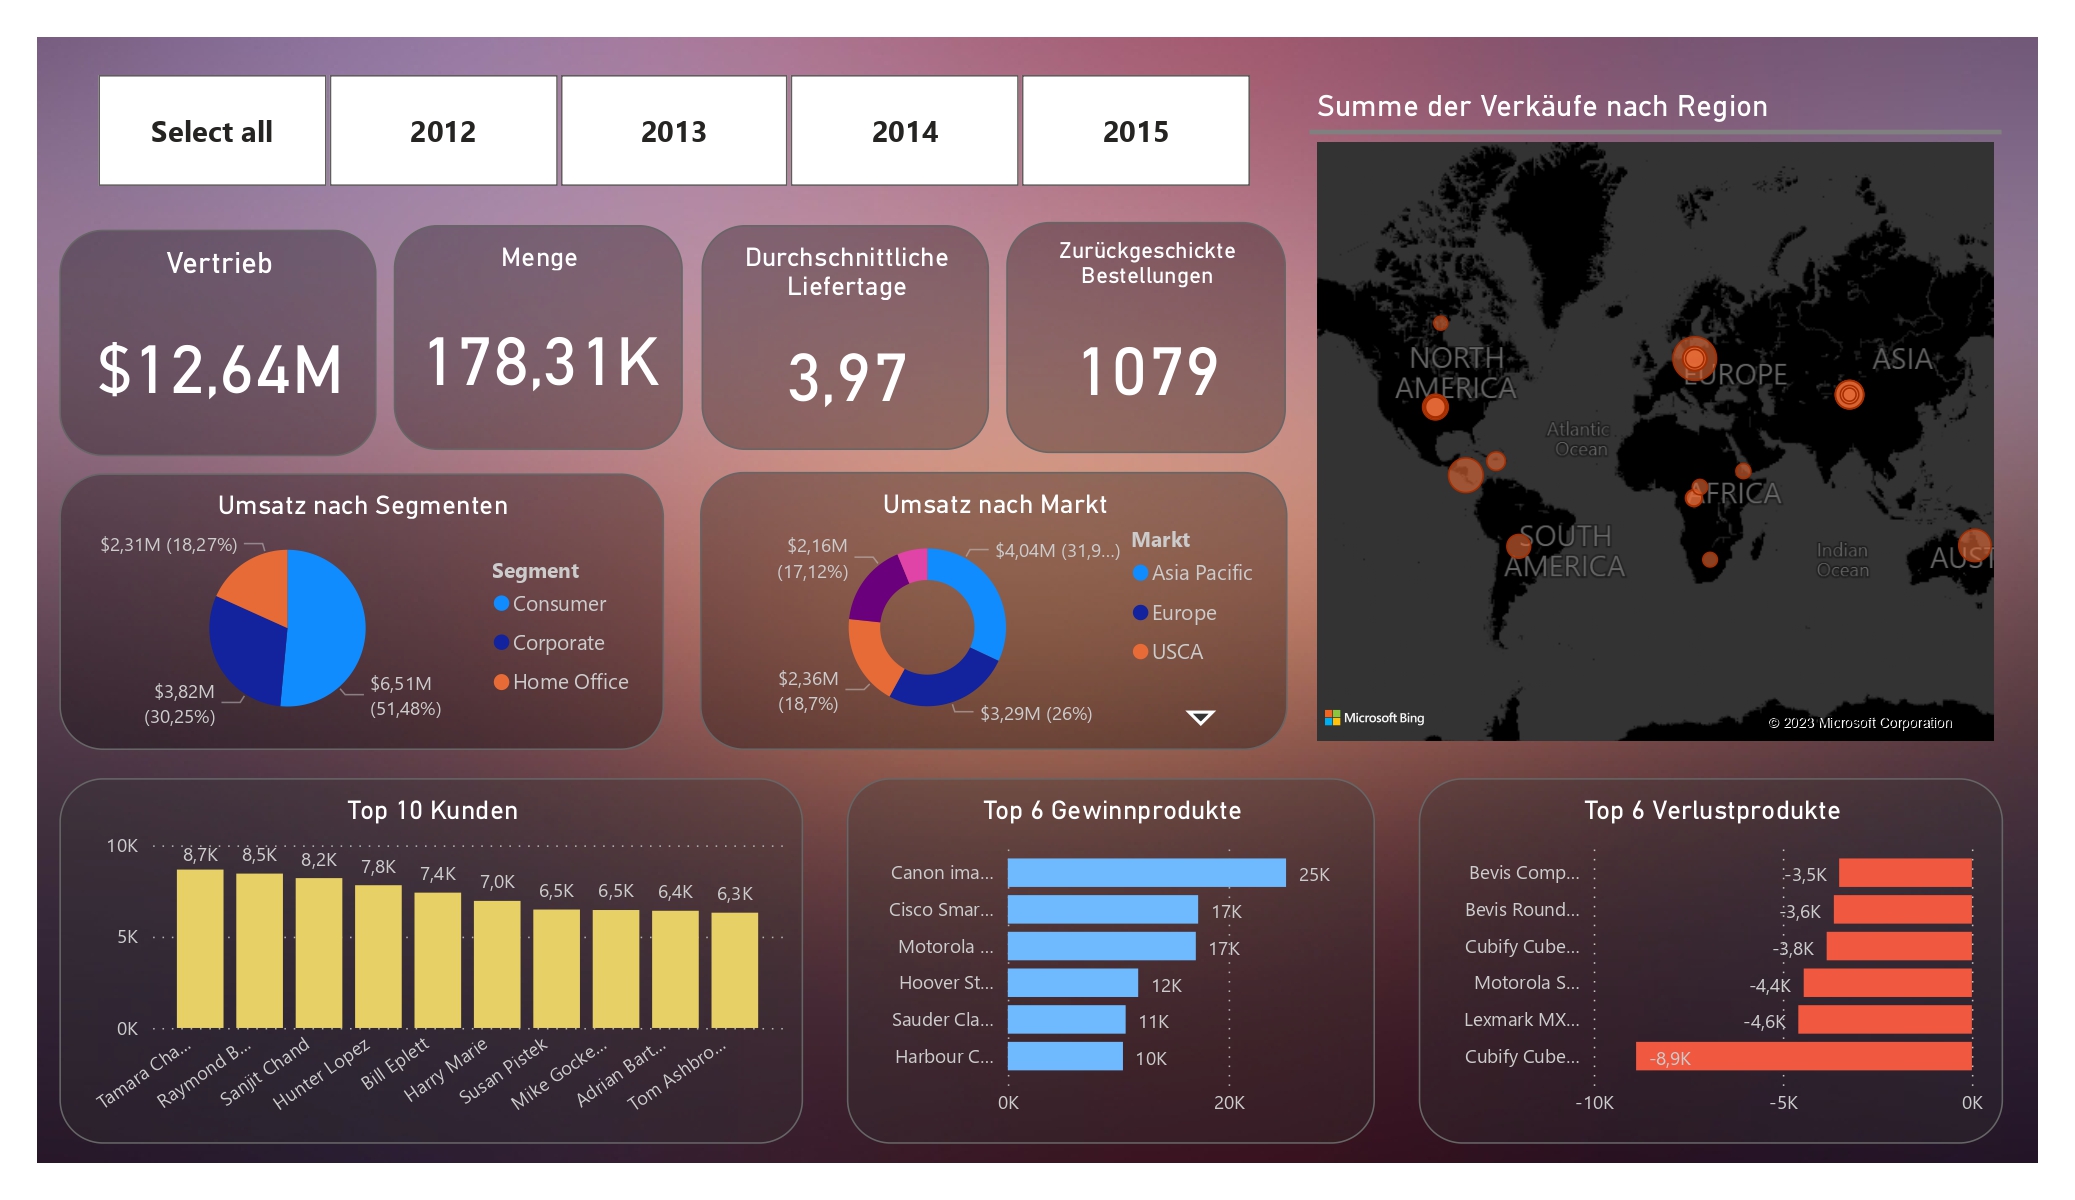 Select all
2012
2013
2014
2015
Summe der Verkäufe nach Region
Vertrieb
$12,64M
Menge
178,31K
Durchschnittliche
Liefertage
3,97
Zurückgeschickte
Bestellungen
1079
NORTH
AMERICA
EUROPE
ASIA
Atlantic
Ocean
AFRICA
SOUTH
AMERICA
Indian
Ocean
AUST
Microsoft Bing
© 2023 Microsoft Corporation
Umsatz nach Segmenten
$2,31M (18,27%)
$3,82M
(30,25%)
$6,51M
(51,48%)
Segment
Consumer
Corporate
Home Office
Umsatz nach Markt
$2,16M
(17,12%)
$4,04M (31,9...)
$2,36M
(18,7%)
$3,29M (26%)
Markt
Asia Pacific
Europe
USCA
Top 10 Kunden
10K
5K
0K
8,7K
8,5K
8,2K
7,8K
7,4K
7,0K
6,5K
6,5K
6,4K
6,3K
Tamara Cha...
Raymond B...
Sanjit Chand
Hunter Lopez
Bill Eplett
Harry Marie
Susan Pistek
Mike Gocke...
Adrian Bart...
Tom Ashbro...
Top 6 Gewinnprodukte
Canon ima... 25K
Cisco Smar... 17K
Motorola ... 17K
Hoover St... 12K
Sauder Cla... 11K
Harbour C... 10K
0K 20K
Top 6 Verlustprodukte
Bevis Comp... -3,5K
Bevis Round... -3,6K
Cubify Cube... -3,8K
Motorola S... -4,4K
Lexmark MX... -4,6K
Cubify Cube... -8,9K
-10K -5K 0K